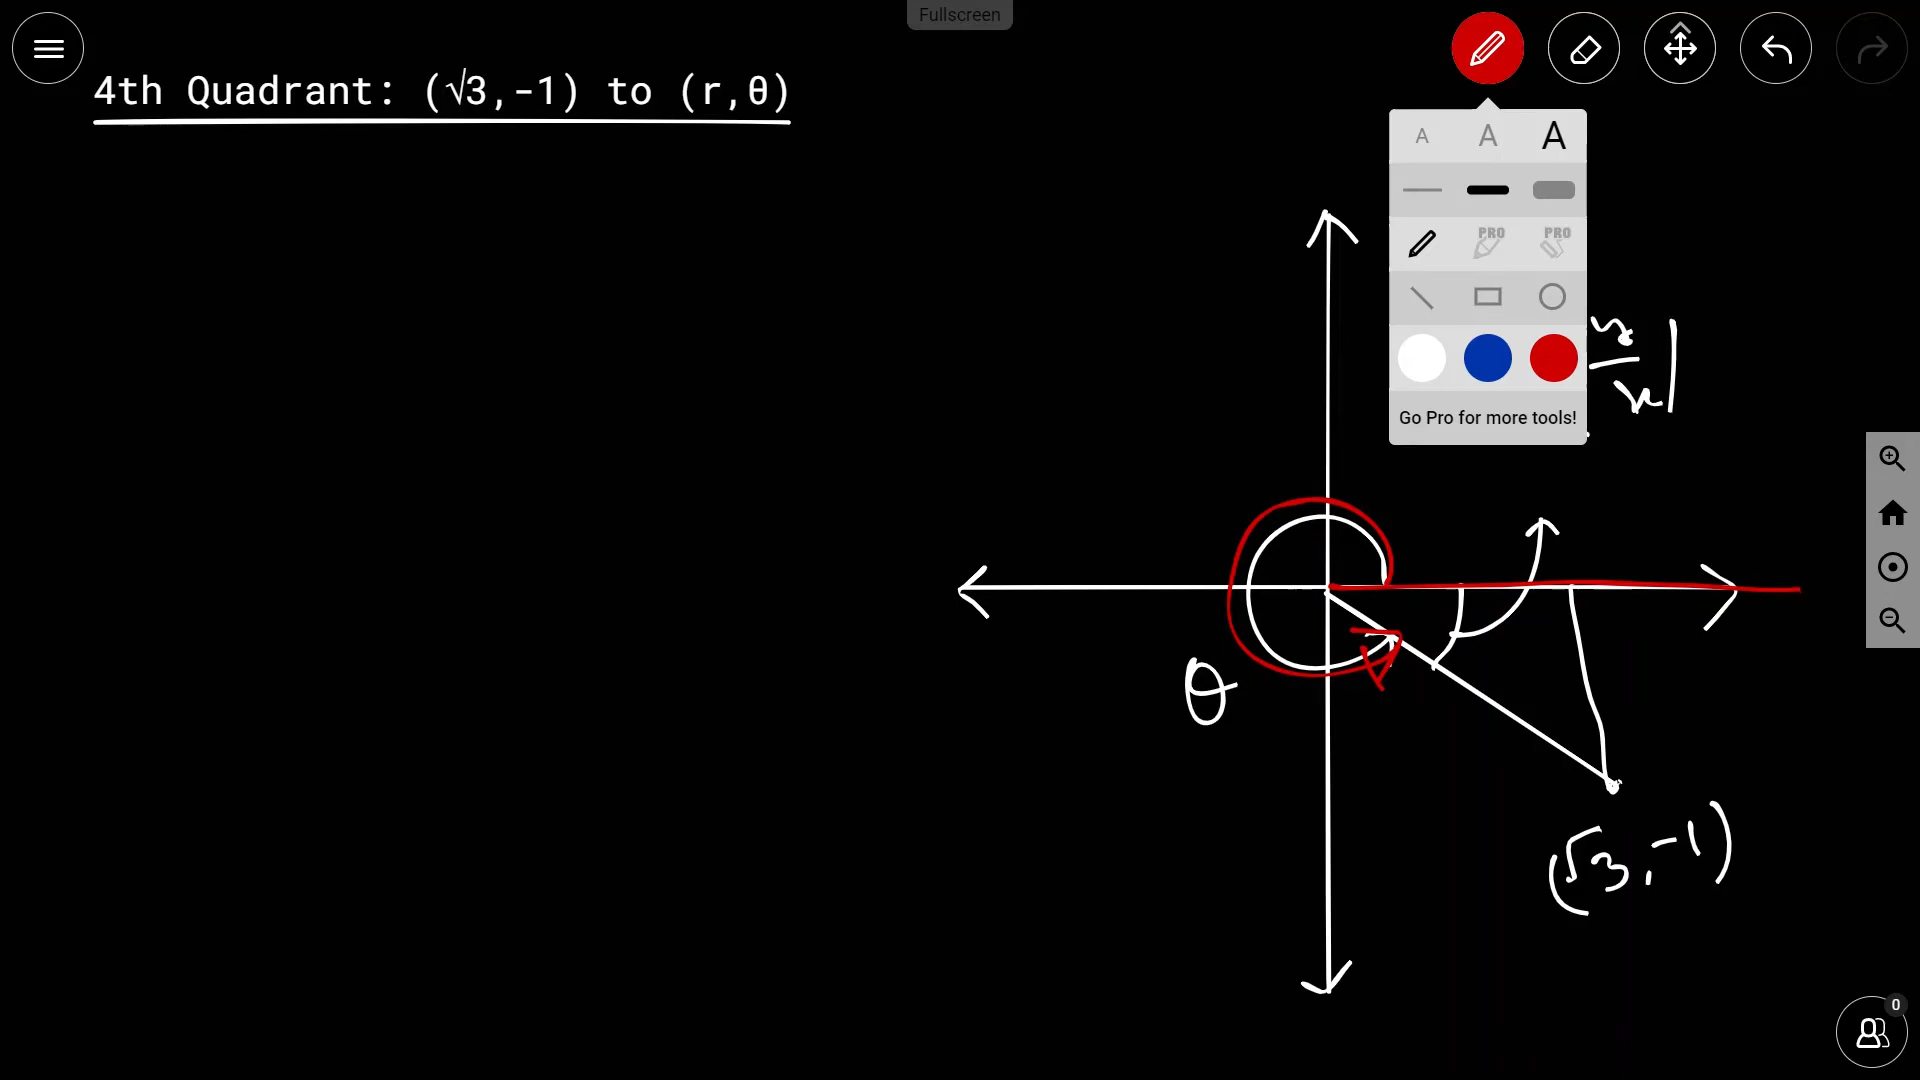 Fullscreen
4th Quadrant: (√3,-1) to (r,θ)
A A A
PRO PRO
y
x
Go Pro for more tools!
θ
(√3,-1)
0